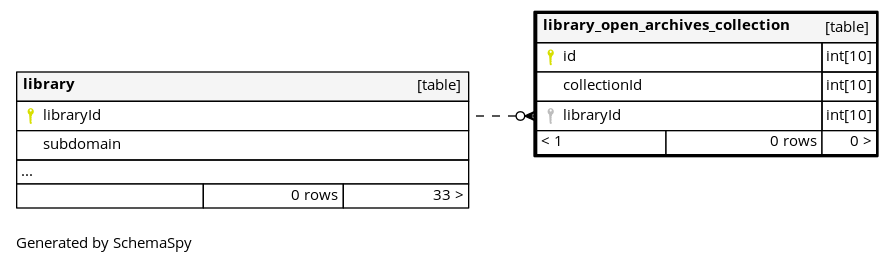 library_open_archives_collection [table]
id int[10]
collectionId int[10]
libraryId int[10]
< 1 0 rows 0 >
library [table]
libraryId
subdomain
...
0 rows 33 >
Generated by SchemaSpy